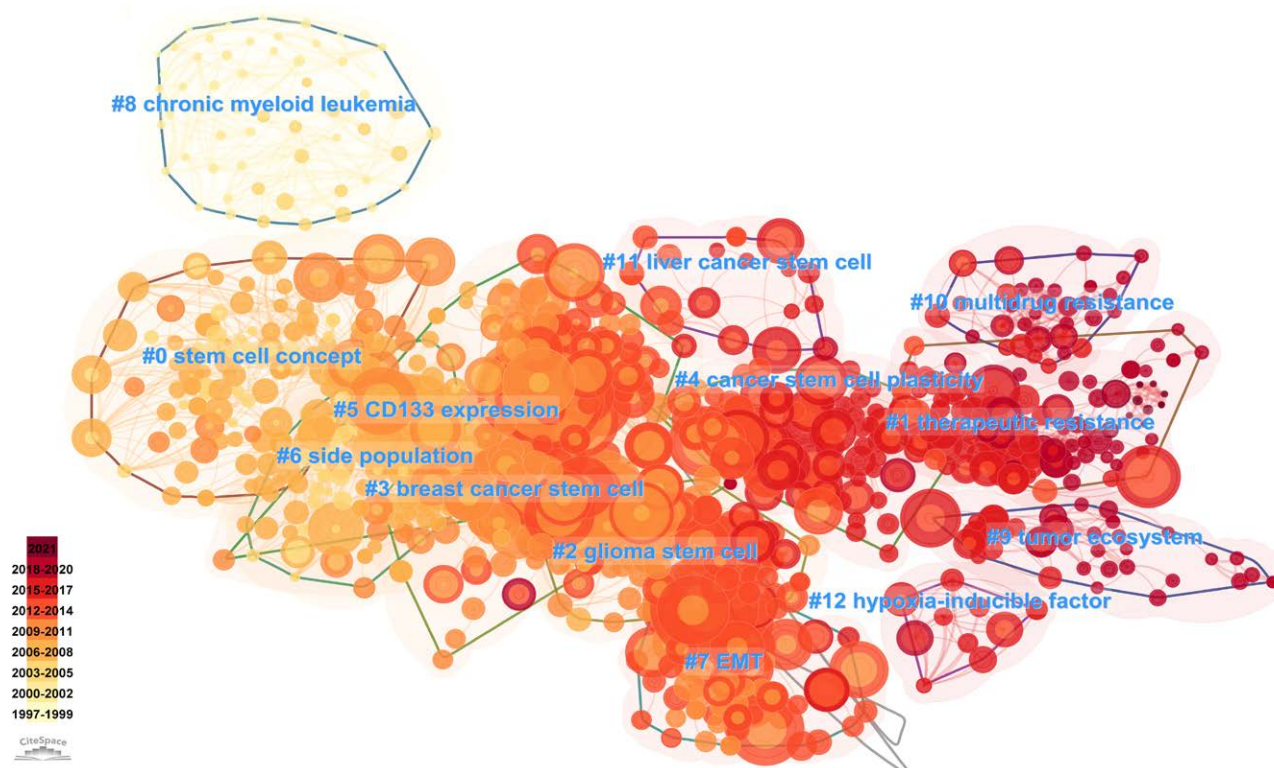 #8 chronic myeloid leukemia
#11 liver cancer stem cell
#10 multidrug resistance
#0 stem cell concept
#4 cancer stem cell plasticity
#5 CD133 expression
#1 therapeutic resistance
#6 side population
#3 breast cancer stem cell
#9 tumor ecosystem
#2 glioma stem cell
#12 hypoxia-inducible factor
#7 EMT
2021
2018-2020
2015-2017
2012-2014
2009-2011
2006-2008
2003-2005
2000-2002
1997-1999
CiteSpace